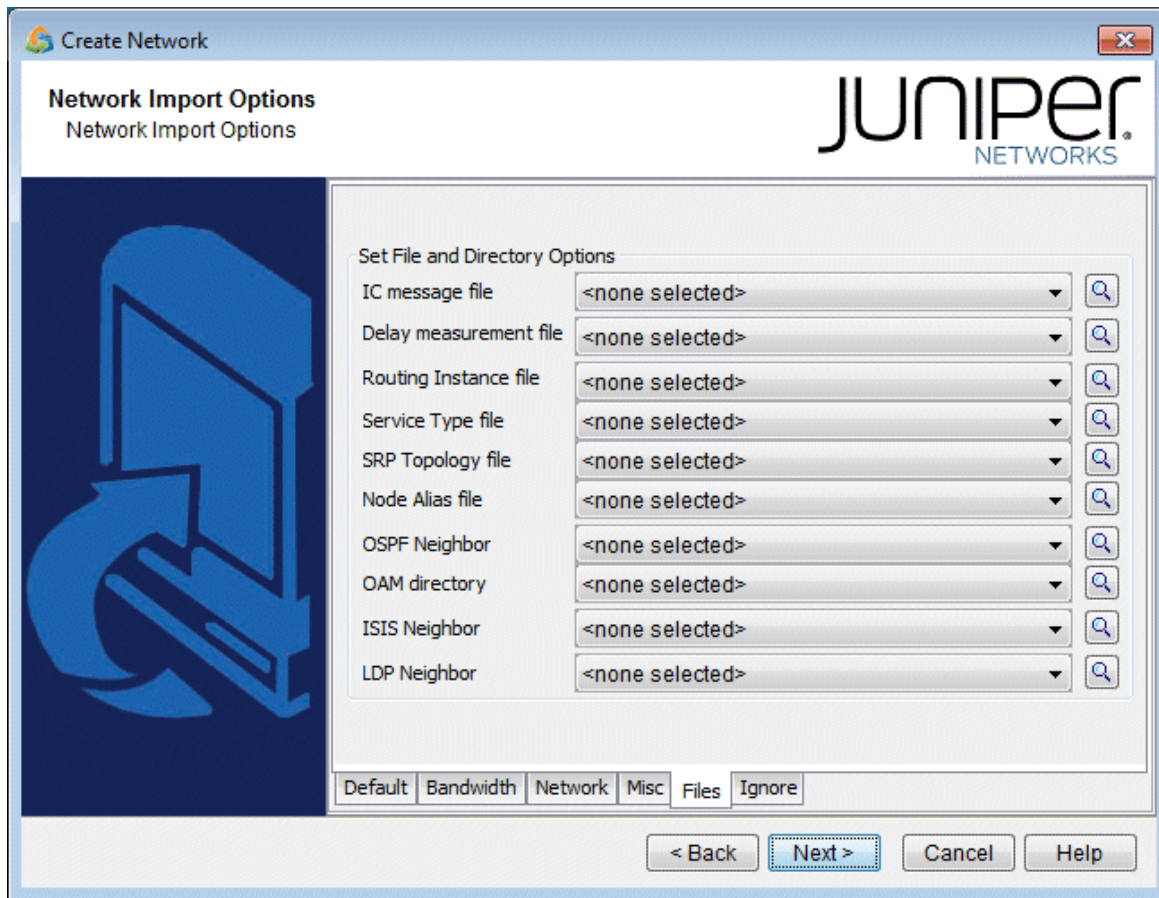 Create Network
Network Import Options
Network Import Options
JUNIPER
NETWORKS
Set File and Directory Options
IC message file <none selected>
Delay measurement file <none selected>
Routing Instance file <none selected>
Service Type file <none selected>
SRP Topology file <none selected>
Node Alias file <none selected>
OSPF Neighbor <none selected>
OAM directory <none selected>
ISIS Neighbor <none selected>
LDP Neighbor <none selected>
Default Bandwidth Network Misc Files Ignore
< Back Next > Cancel Help